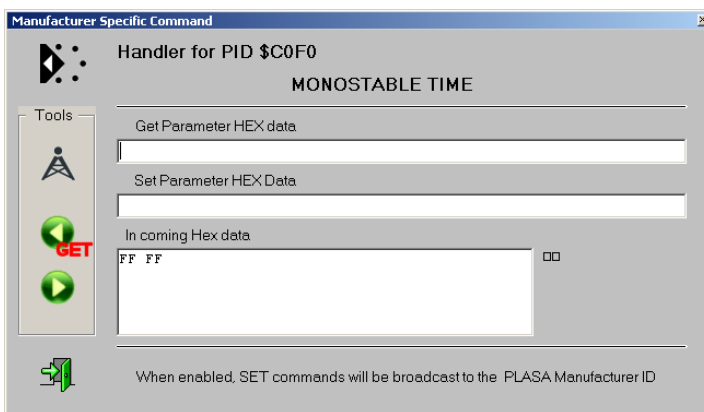 Manufacturer Specific Command
Handler for PID $C0F0
MONOSTABLE TIME
Tools
Get Parameter HEX data
Set Parameter HEX Data
GET
In coming Hex data
FF FF
When enabled, SET commands will be broadcast to the PLASA Manufacturer ID